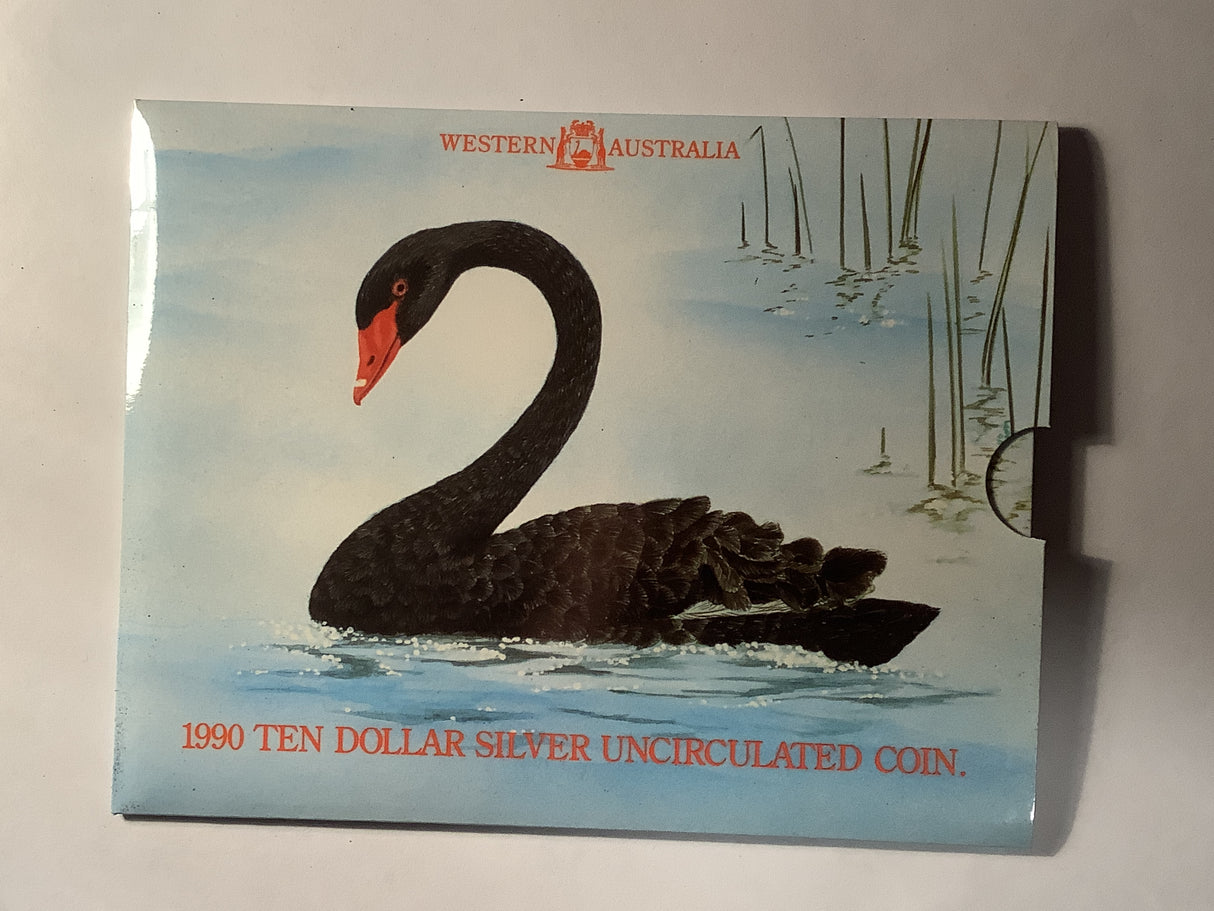 WESTERN AUSTRALIA
1990 TEN DOLLAR SILVER UNCIRCULATED COIN.